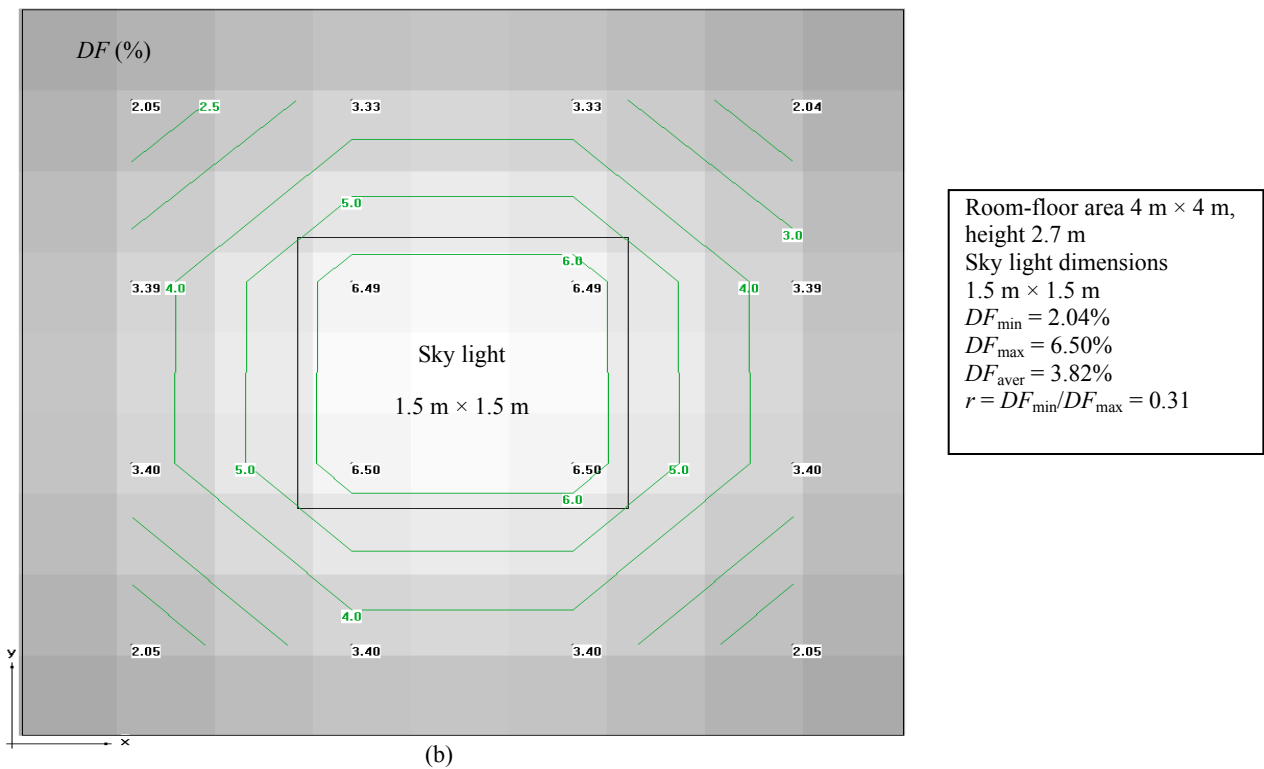 DF (%)
2.05 2.5 3.33 3.33 2.04
5.0
3.0
6.0
3.39 4.0 6.49 6.49 4.0 3.39
Sky light
1.5 m × 1.5 m
3.40 5.0 6.50 6.50 5.0 3.40
6.0
4.0
2.05 3.40 3.40 2.05
y
x
(b)
Room-floor area 4 m × 4 m,
height 2.7 m
Sky light dimensions
1.5 m × 1.5 m
DFmin = 2.04%
DFmax = 6.50%
DFaver = 3.82%
r = DFmin/DFmax = 0.31